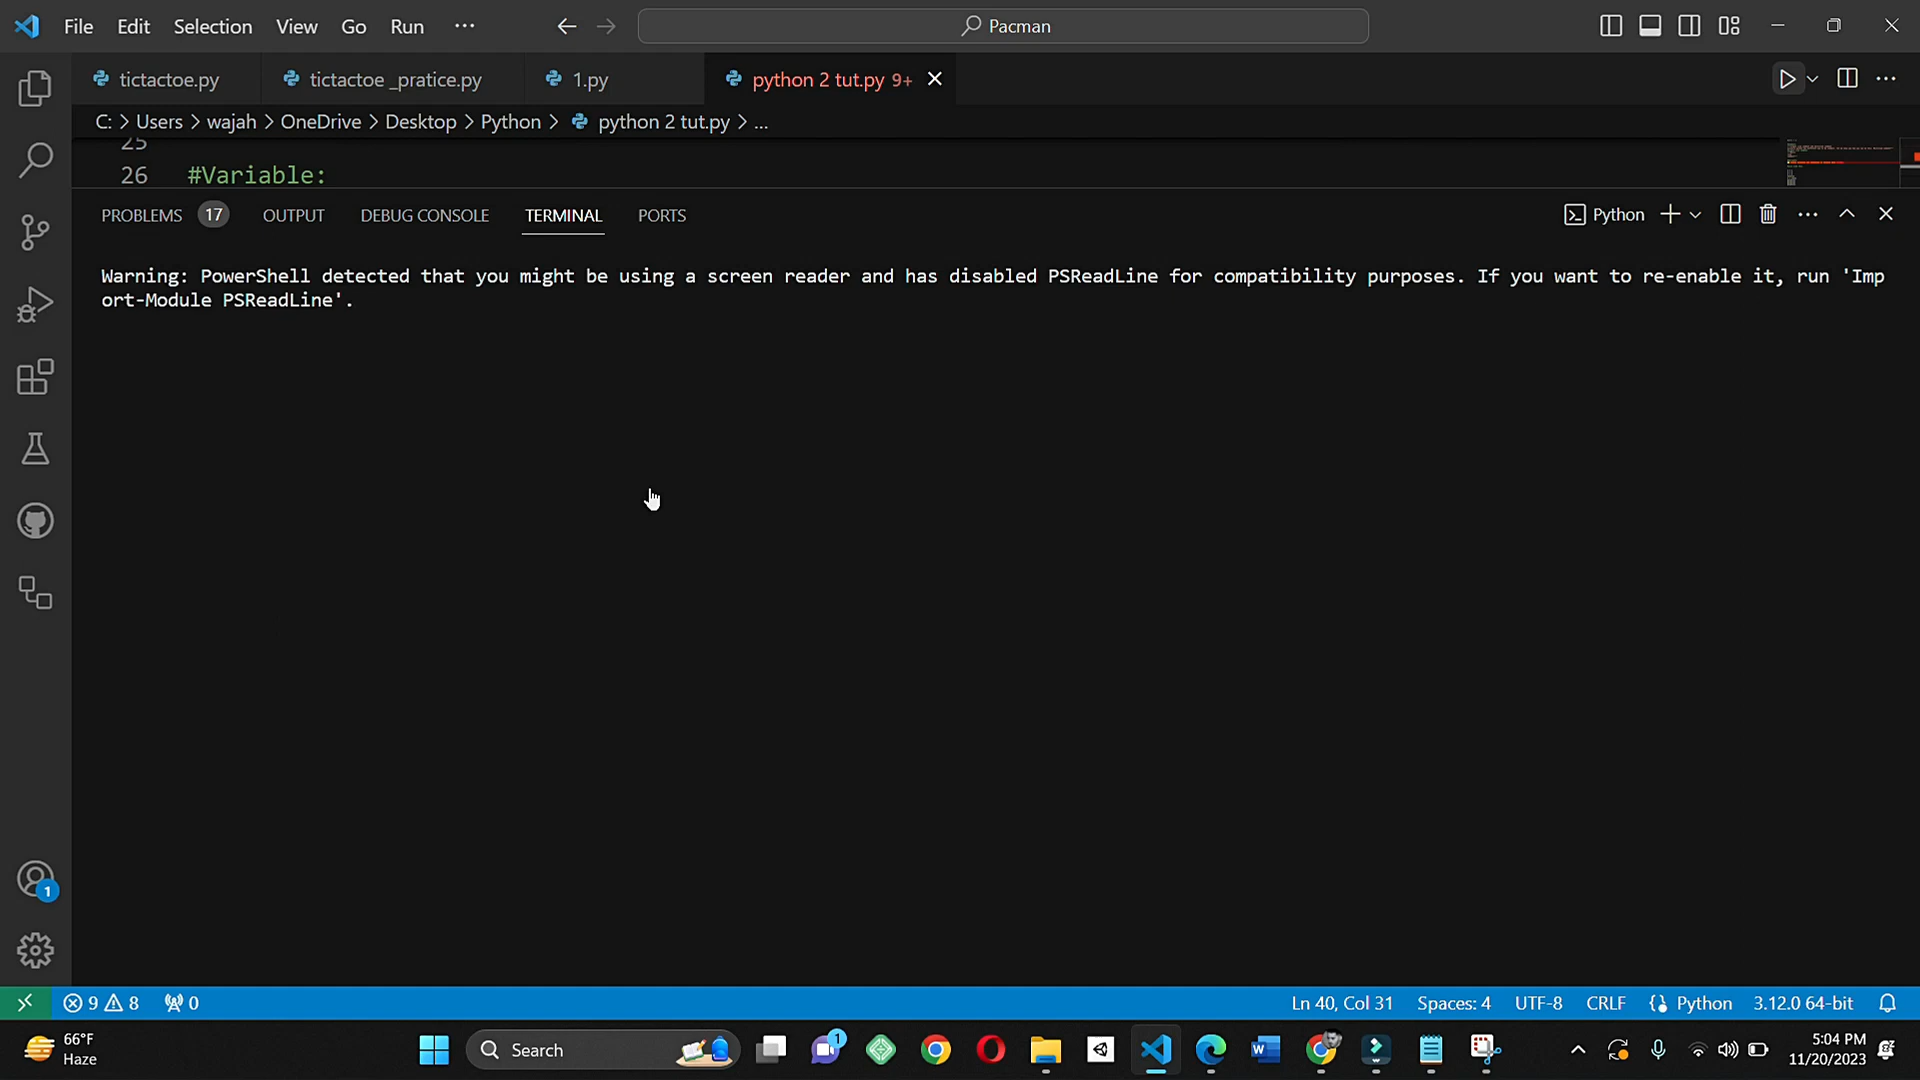 File Edit Selection View Go Run ··· Pacman
tictactoe.py tictactoe _pratice.py 1.py python 2 tut.py 9+
C: > Users > wajah > OneDrive > Desktop > Python > python 2 tut.py > ...
25
26 #Variable:
PROBLEMS 17 OUTPUT DEBUG CONSOLE TERMINAL PORTS Python
Warning: PowerShell detected that you might be using a screen reader and has disabled PSReadLine for compatibility purposes. If you want to re-enable it, run 'Imp
ort-Module PSReadLine'.
1
9 8 0 Ln 40, Col 31 Spaces: 4 UTF-8 CRLF {} Python 3.12.0 64-bit
66°F
Haze
Search
1
5:04 PM
11/20/2023